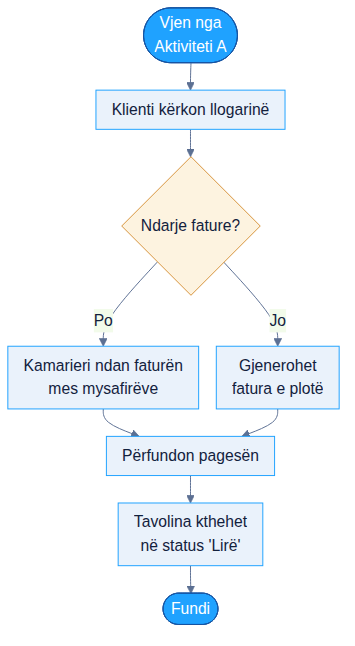 Vjen nga
Aktiviteti A
Klienti kërkon llogarinë
Ndarje fature?
Po
Jo
Kamarieri ndan faturën
mes mysafirëve
Gjenerohet
fatura e plotë
Përfundon pagesën
Tavolina kthehet
në status 'Lirë'
Fundi